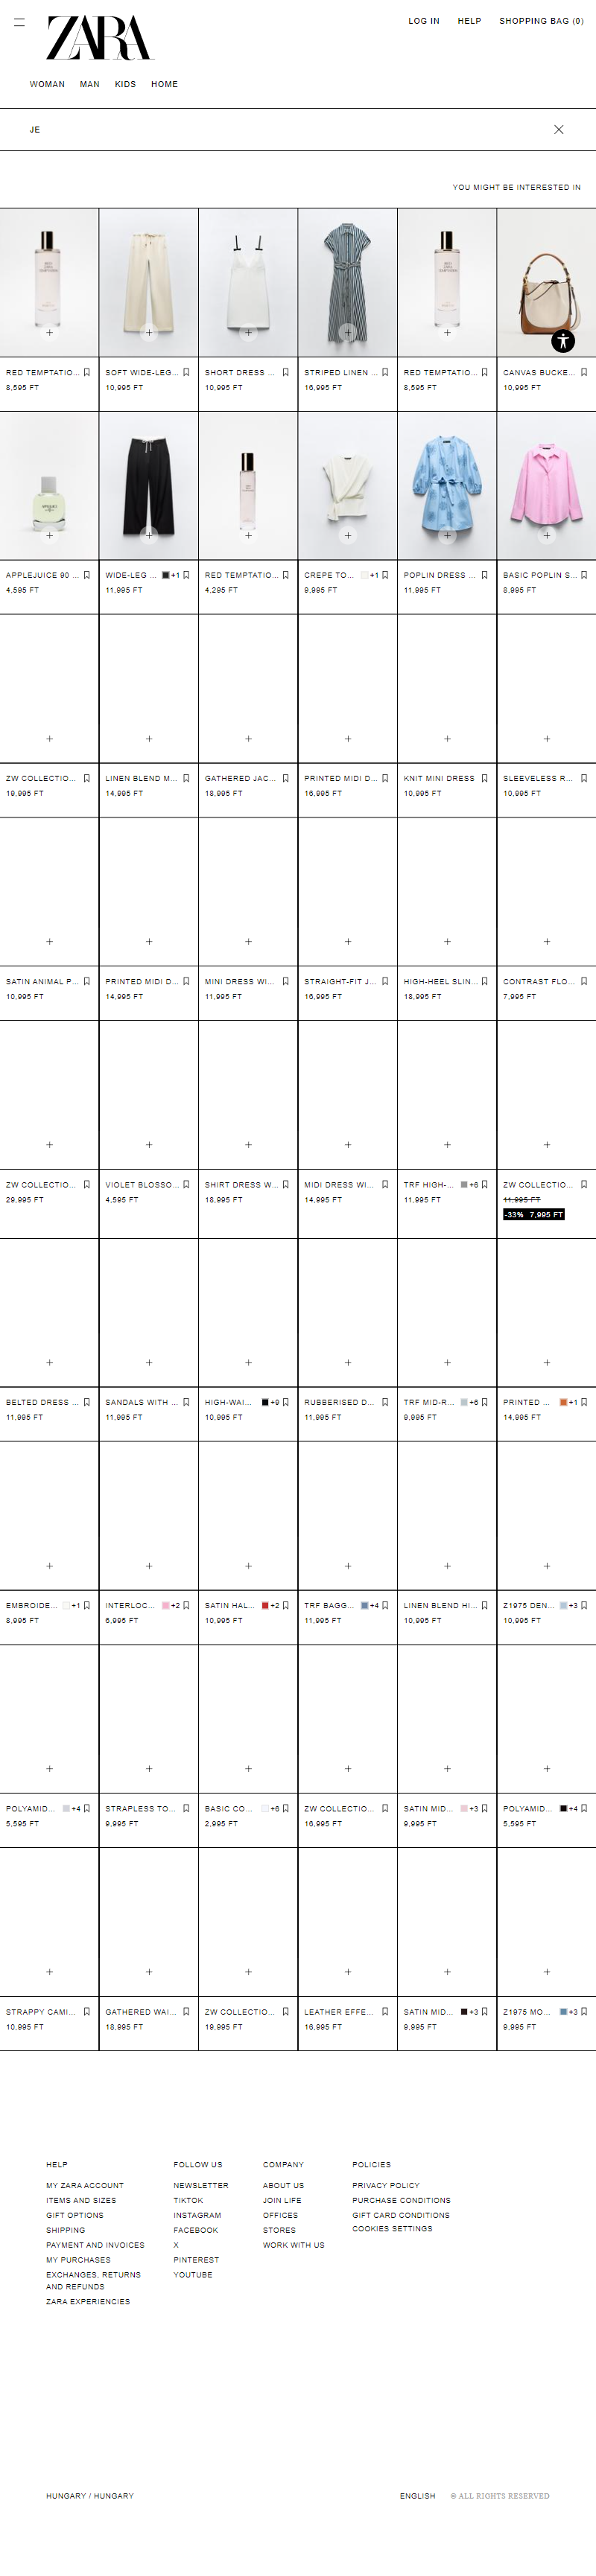 ZARA
LOG IN
HELP
SHOPPING BAG (0)
WOMAN
MAN
KIDS
HOME
JE
YOU MIGHT BE INTERESTED IN
RED TEMPTATIO...
8,595 FT
SOFT WIDE-LEG...
10,995 FT
SHORT DRESS ...
10,995 FT
STRIPED LINEN ...
16,995 FT
RED TEMPTATIO...
8,595 FT
CANVAS BUCKE...
10,995 FT
APPLEJUICE 90 ...
4,595 FT
WIDE-LEG ... +1
11,995 FT
RED TEMPTATIO...
4,295 FT
CREPE TO... +1
9,995 FT
POPLIN DRESS ...
11,995 FT
BASIC POPLIN S...
8,995 FT
ZW COLLECTIO...
19,995 FT
LINEN BLEND M...
14,995 FT
GATHERED JAC...
18,995 FT
PRINTED MIDI D...
16,995 FT
KNIT MINI DRESS
10,995 FT
SLEEVELESS R...
10,995 FT
SATIN ANIMAL P...
10,995 FT
PRINTED MIDI D...
14,995 FT
MINI DRESS WI...
11,995 FT
STRAIGHT-FIT J...
16,995 FT
HIGH-HEEL SLIN...
18,995 FT
CONTRAST FLO...
7,995 FT
ZW COLLECTIO...
29,995 FT
VIOLET BLOSSO...
4,595 FT
SHIRT DRESS W...
18,995 FT
MIDI DRESS WI...
14,995 FT
TRF HIGH-... +6
11,995 FT
ZW COLLECTIO...
11,995 FT
-33% 7,995 FT
BELTED DRESS ...
11,995 FT
SANDALS WITH ...
11,995 FT
HIGH-WAI... +9
10,995 FT
RUBBERISED D...
11,995 FT
TRF MID-R... +6
9,995 FT
PRINTED ... +1
14,995 FT
EMBROIDE... +1
8,995 FT
INTERLOC... +2
6,995 FT
SATIN HAL... +2
10,995 FT
TRF BAGG... +4
11,995 FT
LINEN BLEND HI...
10,995 FT
Z1975 DEN... +3
10,995 FT
POLYAMID... +4
5,595 FT
STRAPLESS TO...
9,995 FT
BASIC CO... +6
2,995 FT
ZW COLLECTIO...
16,995 FT
SATIN MID... +3
9,995 FT
POLYAMID... +4
5,595 FT
STRAPPY CAMI...
10,995 FT
GATHERED WAI...
18,995 FT
ZW COLLECTIO...
19,995 FT
LEATHER EFFE...
16,995 FT
SATIN MID... +3
9,995 FT
Z1975 MO... +3
9,995 FT
HELP
MY ZARA ACCOUNT
ITEMS AND SIZES
GIFT OPTIONS
SHIPPING
PAYMENT AND INVOICES
MY PURCHASES
EXCHANGES, RETURNS
AND REFUNDS
ZARA EXPERIENCIES
FOLLOW US
NEWSLETTER
TIKTOK
INSTAGRAM
FACEBOOK
X
PINTEREST
YOUTUBE
COMPANY
ABOUT US
JOIN LIFE
OFFICES
STORES
WORK WITH US
POLICIES
PRIVACY POLICY
PURCHASE CONDITIONS
GIFT CARD CONDITIONS
COOKIES SETTINGS
HUNGARY / HUNGARY
ENGLISH
© ALL RIGHTS RESERVED